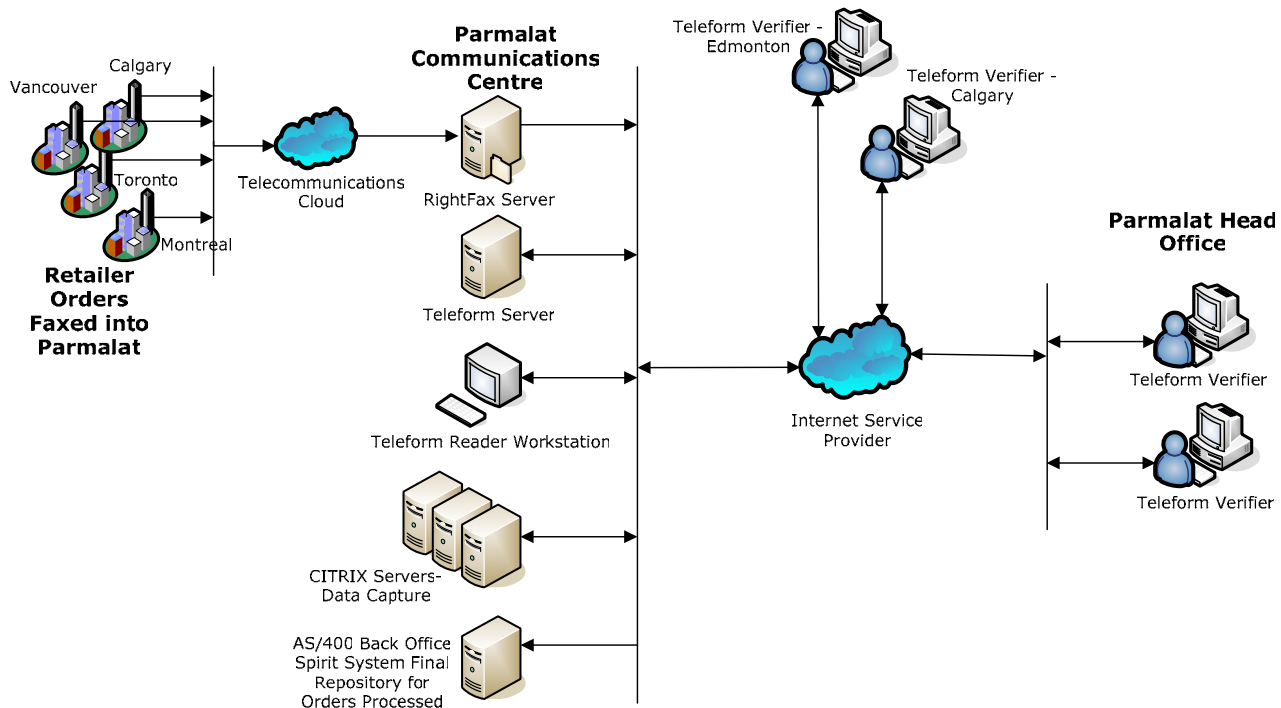 Calgary
Vancouver
Toronto
Montreal
Retailer
Orders
Faxed into
Parmalat
Telecommunications
Cloud
Parmalat
Communications
Centre
RightFax Server
Teleform Server
Teleform Reader Workstation
CITRIX Servers-
Data Capture
AS/400 Back Office
Spirit System Final
Repository for
Orders Processed
Teleform Verifier -
Edmonton
Teleform Verifier -
Calgary
Internet Service
Provider
Parmalat Head
Office
Teleform Verifier
Teleform Verifier